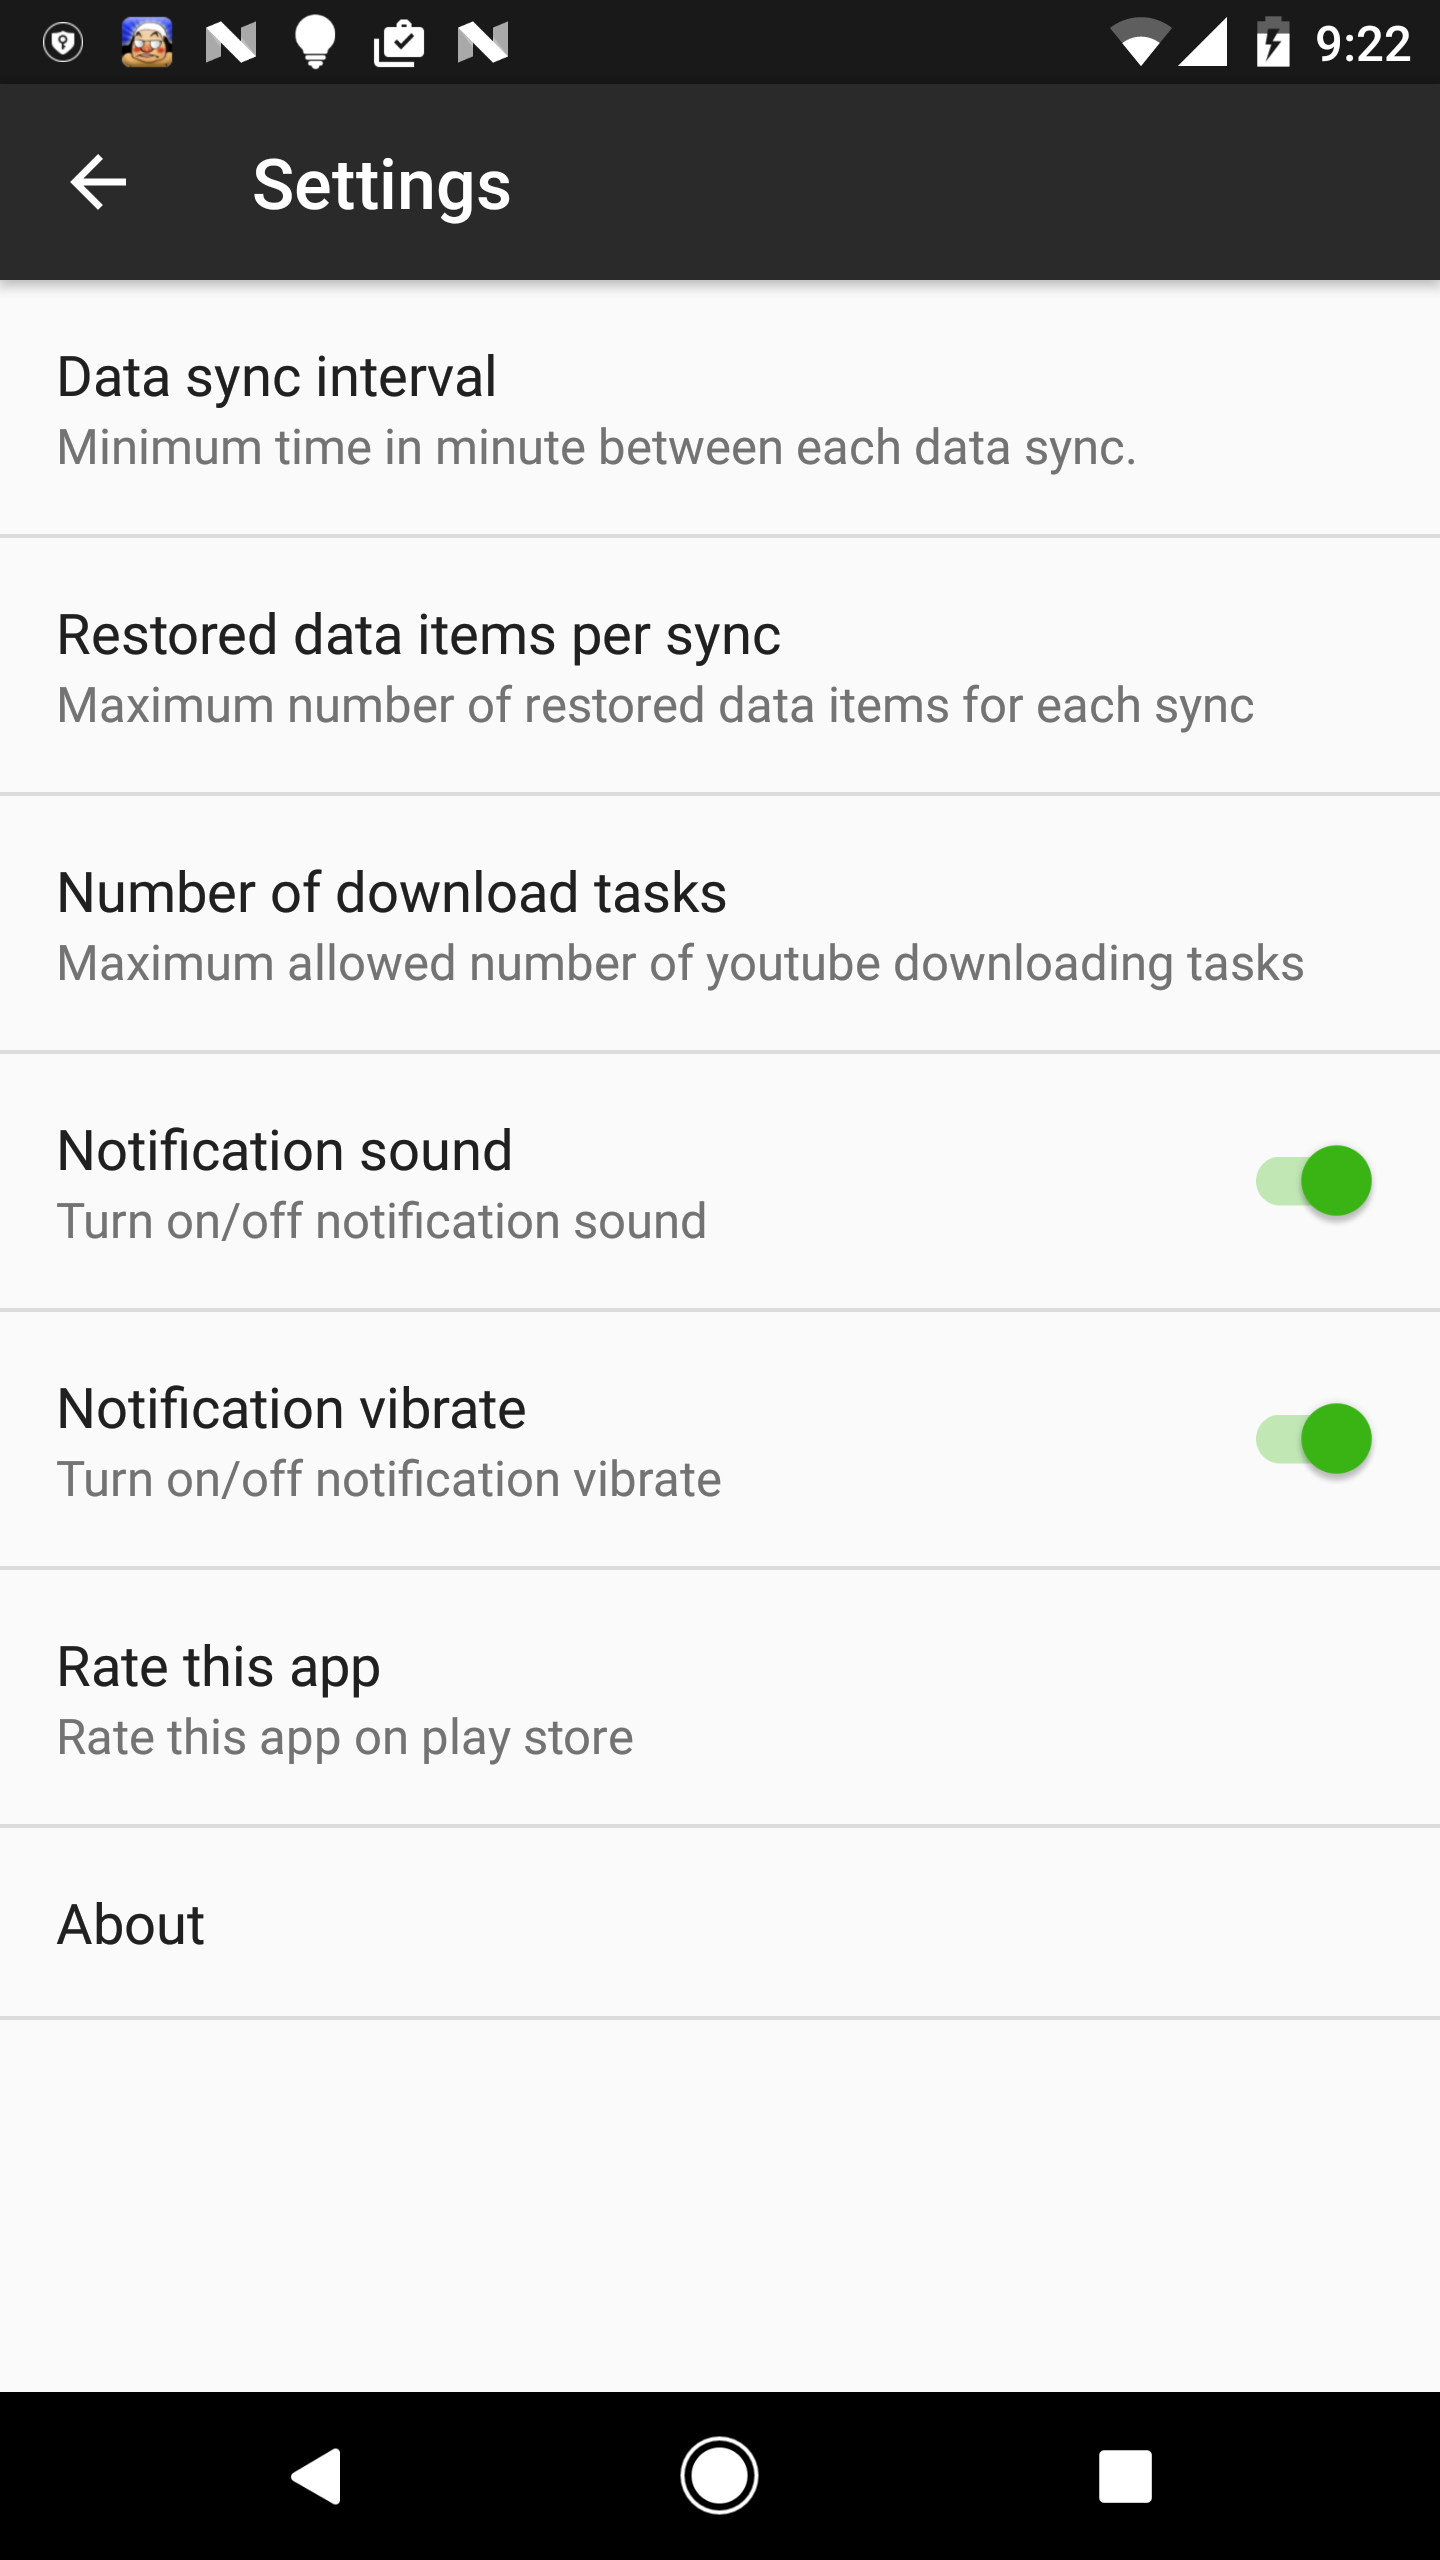 9:22
Settings
Data sync interval
Minimum time in minute between each data sync.
Restored data items per sync
Maximum number of restored data items for each sync
Number of download tasks
Maximum allowed number of youtube downloading tasks
Notification sound
Turn on/off notification sound
Notification vibrate
Turn on/off notification vibrate
Rate this app
Rate this app on play store
About